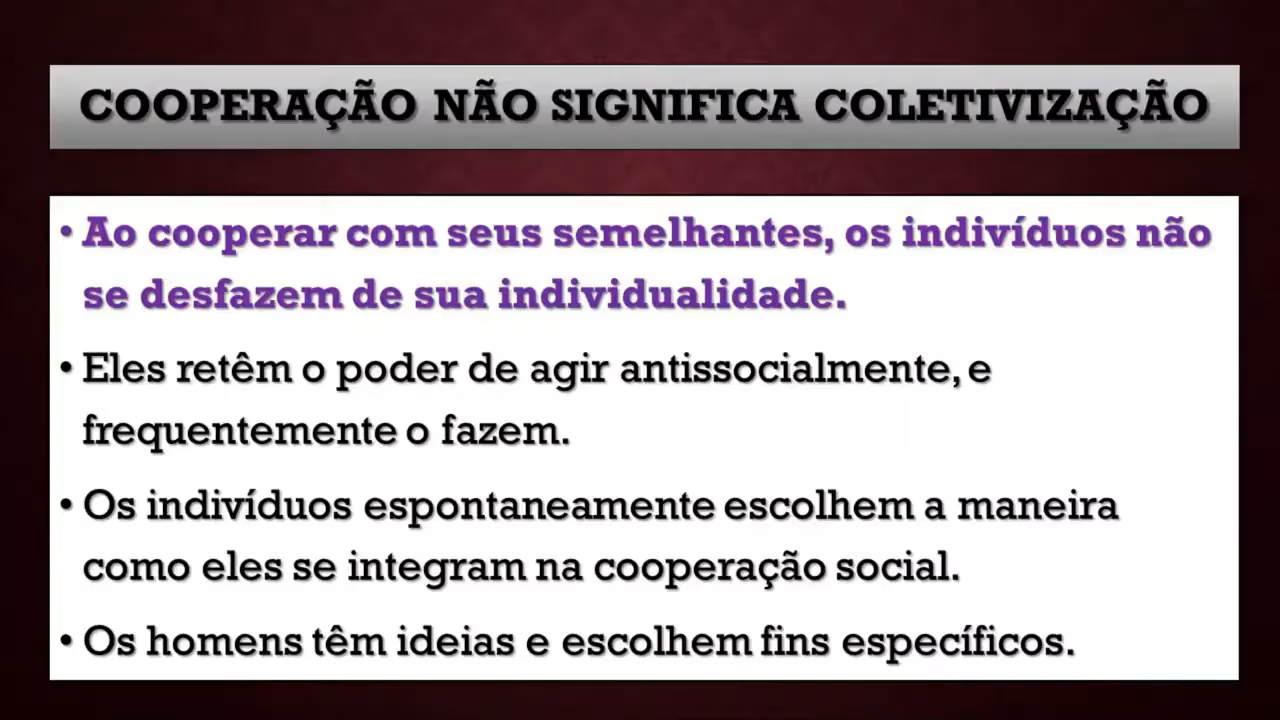 COOPERAÇÃO NÃO SIGNIFICA COLETIVIZAÇÃO
• Ao cooperar com seus semelhantes, os indivíduos não
se desfazem de sua individualidade.
• Eles retêm o poder de agir antissocialmente, e
frequentemente o fazem.
• Os indivíduos espontaneamente escolhem a maneira
como eles se integram na cooperação social.
• Os homens têm ideias e escolhem fins específicos.